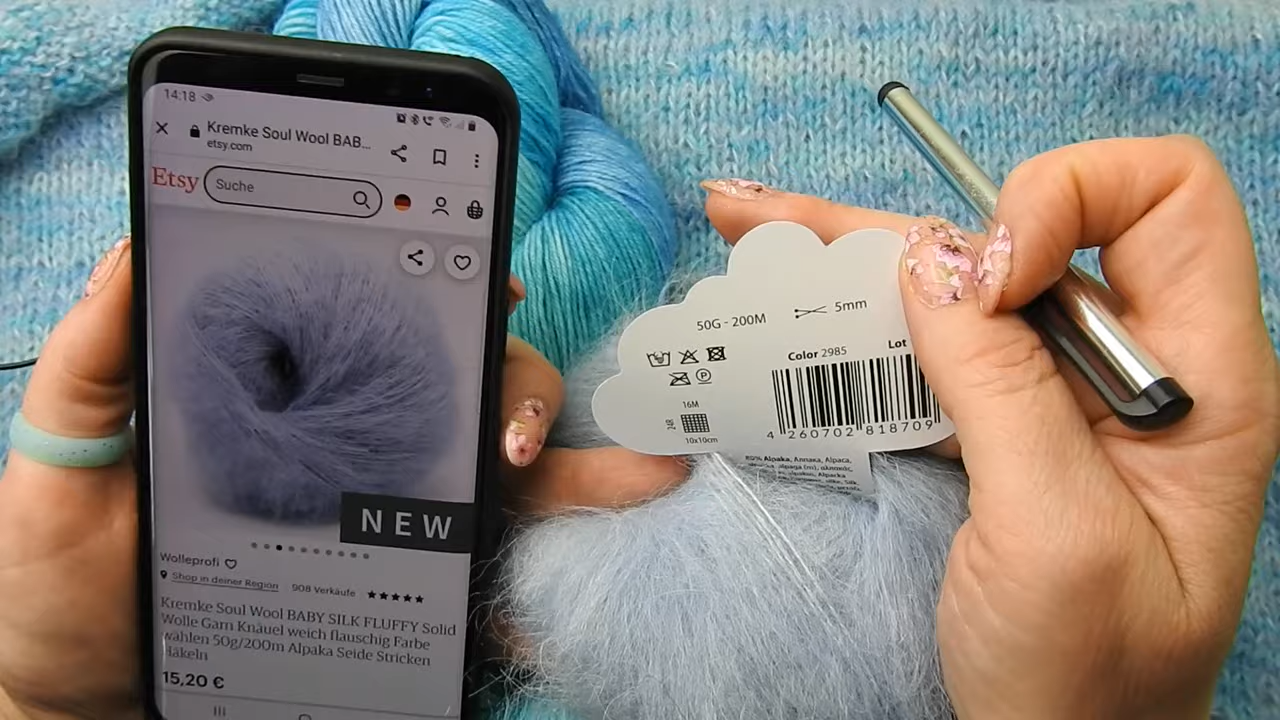 14:18
Kremke Soul Wool BAB...
etsy.com
Etsy
Suche
NEW
Wolleprofi
Shop in deiner Region
908 Verkäufe
Kremke Soul Wool BABY SILK FLUFFY Solid
Wolle Garn Knäuel weich flauschig Farbe
wählen 50g/200m Alpaka Seide Stricken
Häkeln
15,20 €
50G - 200M
5mm
Color 2985
Lot
P
16M
24R
10x10cm
4 260702 818709
80% Alpaka, Алпака, Alpaca,